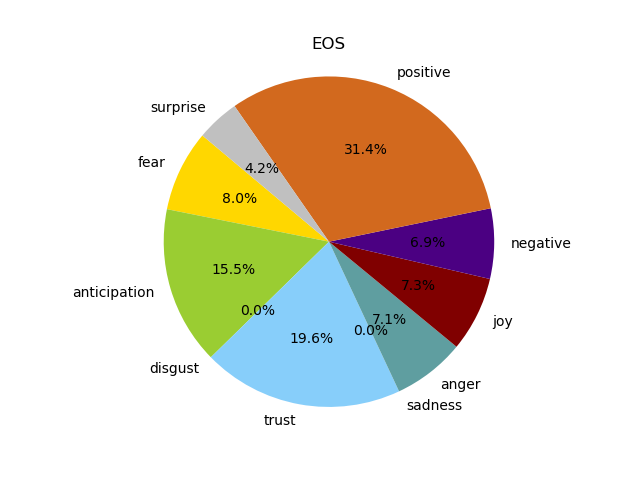 EOS
positive
surprise
31.4%
fear
4.2%
8.0%
6.9%
negative
15.5%
7.3%
anticipation
0.0%
7.1%
joy
0.0%
19.6%
disgust
anger
sadness
trust